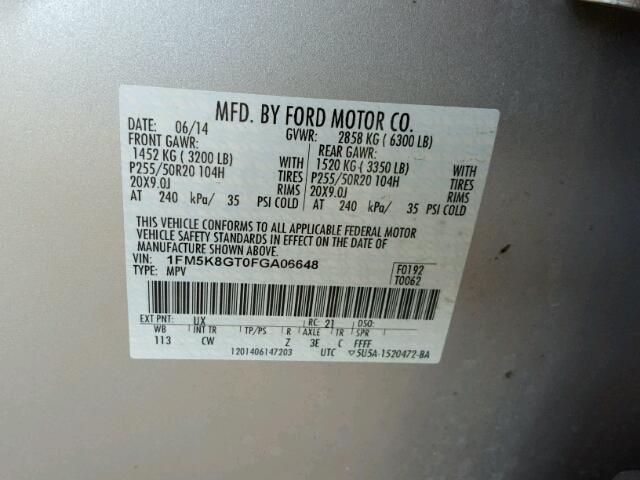 MFD. BY FORD MOTOR CO.
DATE: 06/14 GVWR: 2858 KG ( 6300 LB)
FRONT GAWR: REAR GAWR:
1452 KG ( 3200 LB) WITH 1520 KG ( 3350 LB) WITH
P255/50R20 104H TIRES P255/50R20 104H TIRES
20X9.0J RIMS 20X9.0J RIMS
AT 240 kPa/ 35 PSI COLD AT 240 kPa/ 35 PSI COLD
THIS VEHICLE CONFORMS TO ALL APPLICABLE FEDERAL MOTOR
VEHICLE SAFETY STANDARDS IN EFFECT ON THE DATE OF
MANUFACTURE SHOWN ABOVE.
VIN: 1FM5K8GT0FGA06648 F0192
TYPE: MPV T0062
EXT PNT: UX RC: 21 DSO:
WB INT TR TP/PS R AXLE TR SPR
113 CW Z 3E C FFFF
1201406147203 UTC ▽5U5A-1520472-BA